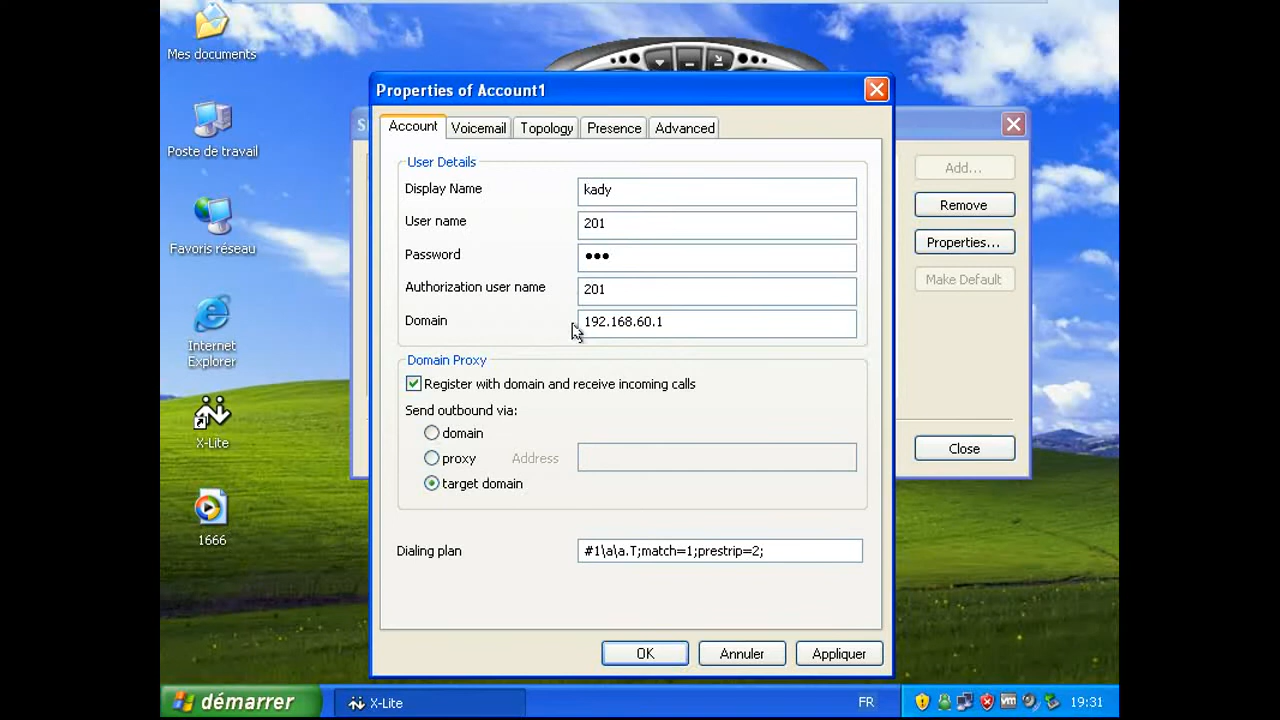 Mes documents
Poste de travail
Favoris réseau
Internet
Explorer
X-Lite
1666
Properties of Account1
Account
Voicemail
Topology
Presence
Advanced
User Details
Display Name
kady
User name
201
Password
●●●
Authorization user name
201
Domain
192.168.60.1
Domain Proxy
Register with domain and receive incoming calls
Send outbound via:
domain
proxy
Address
target domain
Dialing plan
#1\a\a.T;match=1;prestrip=2;
OK
Annuler
Appliquer
Add...
Remove
Properties...
Make Default
Close
démarrer
X-Lite
FR
19:31